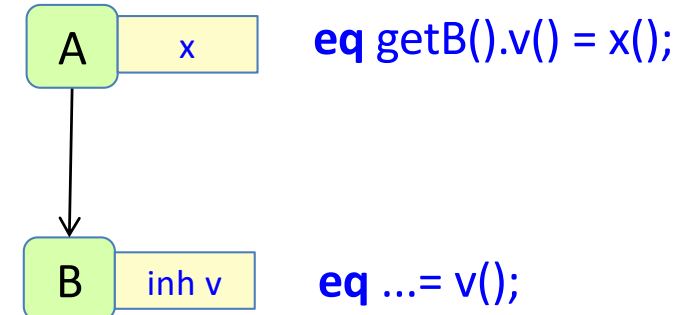 A x eq getB().v() = x();
B inh v eq ...= v();